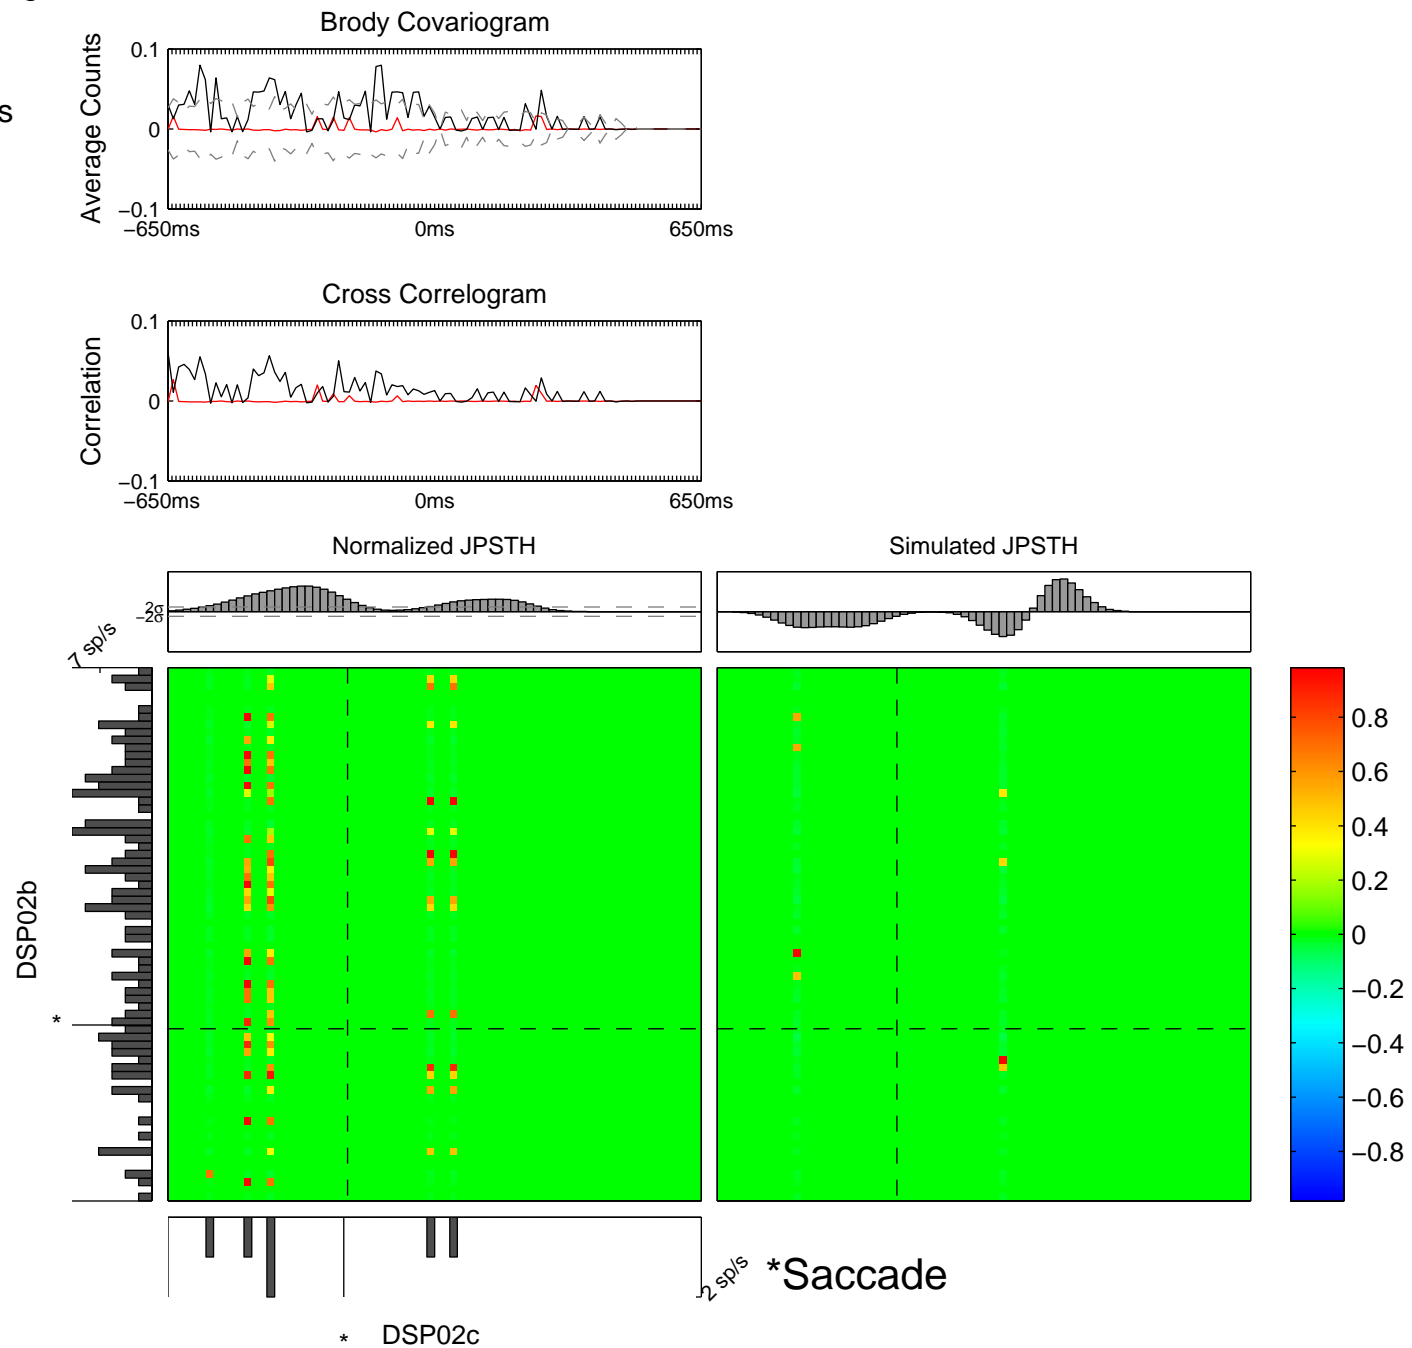 Brody Covariogram
0.1
0
−0.1
Average Counts
−650ms 0ms 650ms
s
Cross Correlogram
0.1
0
−0.1
Correlation
−650ms 0ms 650ms
Normalized JPSTH
Simulated JPSTH
2σ
−2σ
7 sp/s
DSP02b
*
0.8
0.6
0.4
0.2
0
−0.2
−0.4
−0.6
−0.8
2 sp/s
*Saccade
* DSP02c